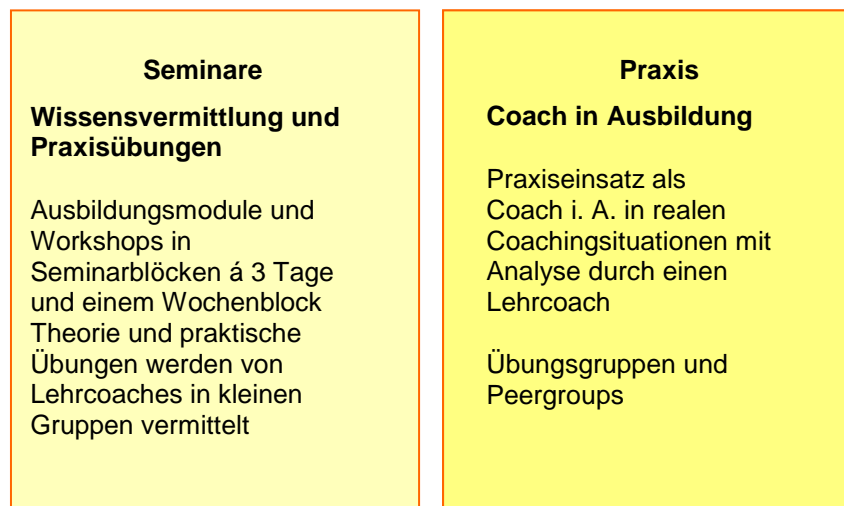 Seminare
Wissensvermittlung und
Praxisübungen
Ausbildungsmodule und
Workshops in
Seminarblöcken á 3 Tage
und einem Wochenblock
Theorie und praktische
Übungen werden von
Lehrcoaches in kleinen
Gruppen vermittelt
Praxis
Coach in Ausbildung
Praxiseinsatz als
Coach i. A. in realen
Coachingsituationen mit
Analyse durch einen
Lehrcoach
Übungsgruppen und
Peergroups